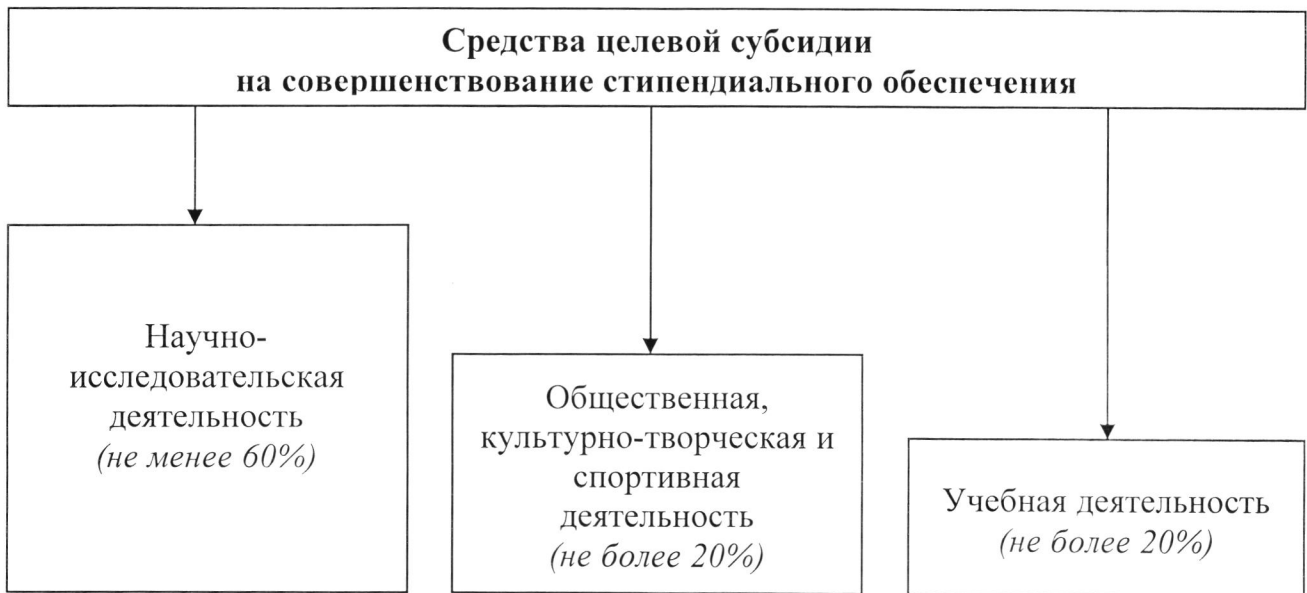 Средства целевой субсидии
на совершенствование стипендиального обеспечения
Научно-
исследовательская
деятельность
(не менее 60%)
Общественная,
культурно-творческая и
спортивная
деятельность
(не более 20%)
Учебная деятельность
(не более 20%)